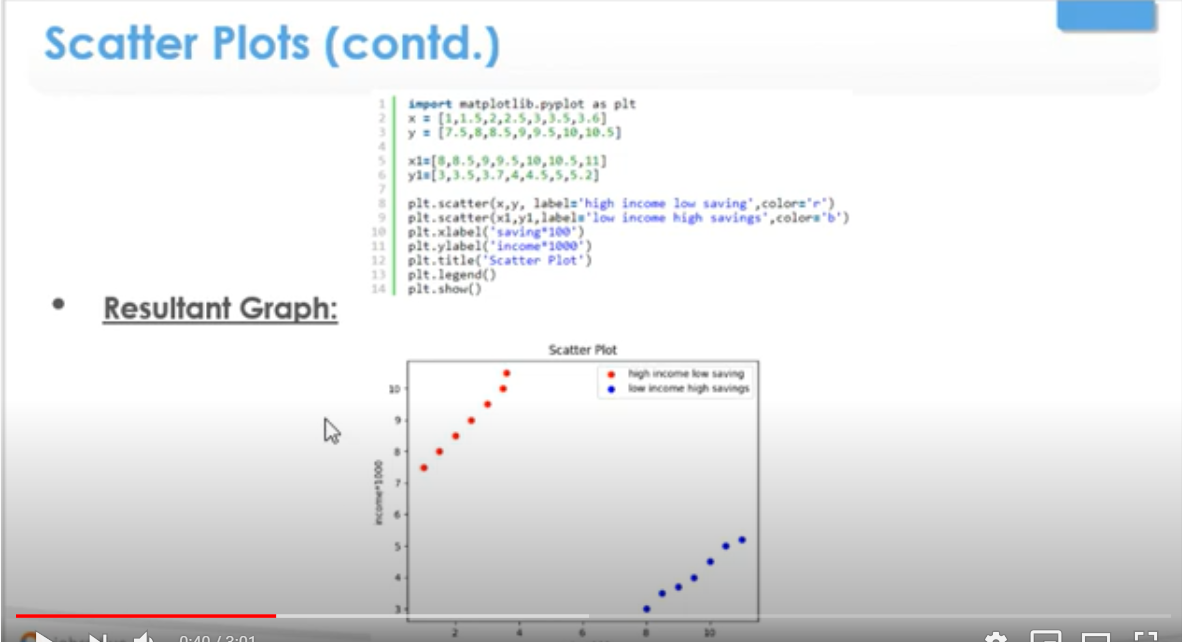 Scatter Plots (contd.)
1 import matplotlib.pyplot as plt
2 x = [1,1.5,2,2.5,3,3.5,3.6]
3 y = [7.5,8,8.5,9,9.5,10,10.5]
4
5 x1=[8,8.5,9,9.5,10,10.5,11]
6 y1=[3,3.5,3.7,4,4.5,5,5.2]
7
8 plt.scatter(x,y, label='high income low saving',color='r')
9 plt.scatter(x1,y1,label='low income high savings',color='b')
10 plt.xlabel('saving*100')
11 plt.ylabel('income*1000')
12 plt.title('Scatter Plot')
13 plt.legend()
14 plt.show()
• Resultant Graph:
Scatter Plot
high income low saving
low income high savings
10
9
8
7
6
5
4
3
income*1000
2 4 6 8 10
0:40 / 3:01